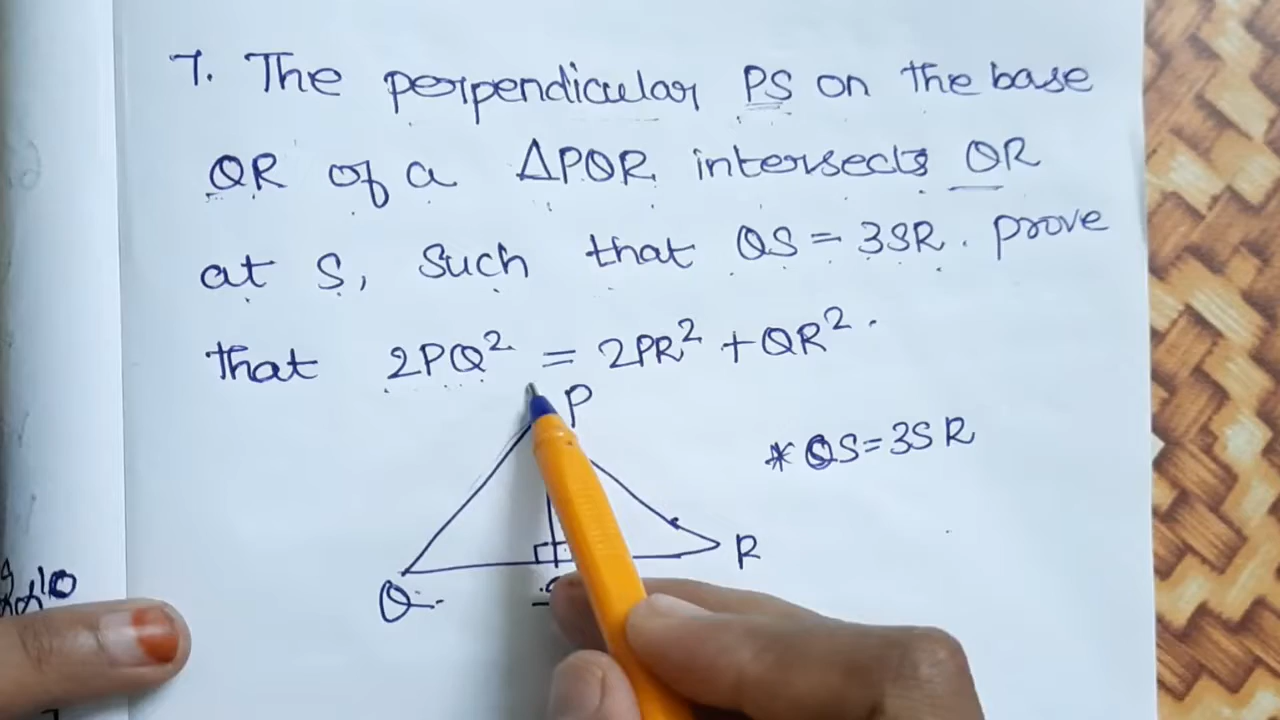 7. The perpendicular PS on the base
QR of a ΔPQR intersects QR
at S, Such that QS = 3SR. prove
that 2PQ² = 2PR² + QR².
P
* QS = 3SR
R
Q